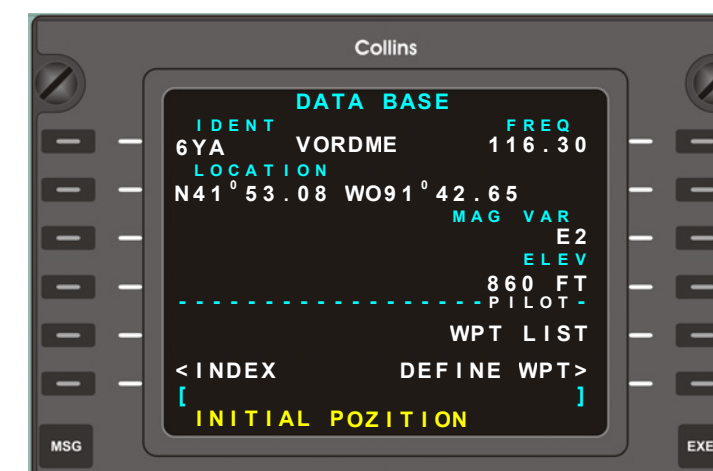 Collins
DATA BASE
IDENT FREQ
6YA VORDME 116.30
LOCATION
N41°53.08 WO91°42.65
MAG VAR
E2
ELEV
860 FT
-------------------PILOT-
WPT LIST
<INDEX DEFINE WPT>
[ ]
INITIAL POZITION
MSG
EXE